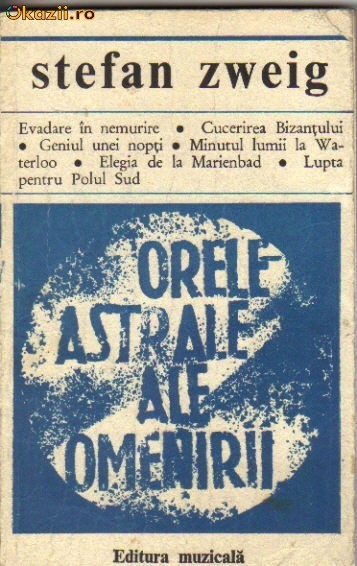 Okazii.ro
stefan zweig
Evadare în nemurire • Cucerirea Bizanţului
• Geniul unei nopţi • Minutul lumii la Wa-
terloo • Elegia de la Marienbad • Lupta
pentru Polul Sud
ORELE
ASTRALE
ALE
OMENIRII
Editura muzicală